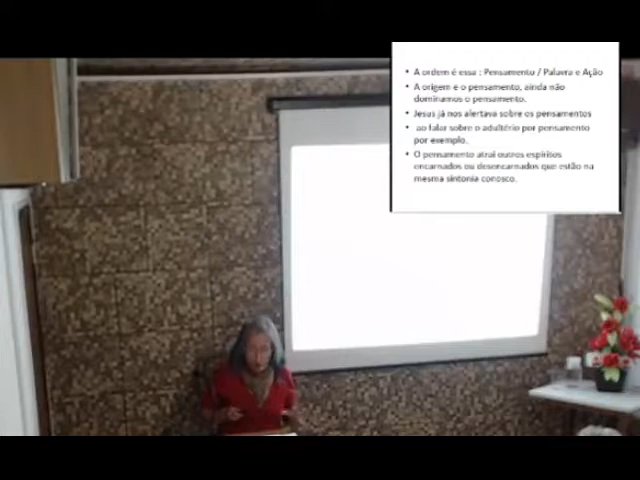 • A ordem é essa : Pensamento / Palavra e Ação
• A origem e o pensamento, ainda não
dominamos o pensamento.
• Jesus já nos alertava sobre os pensamentos
• ao falar sobre o adultério por pensamento
por exemplo.
• O pensamento atrai outros espíritos
encarnados ou desencarnados que estão na
mesma sintonia conosco.